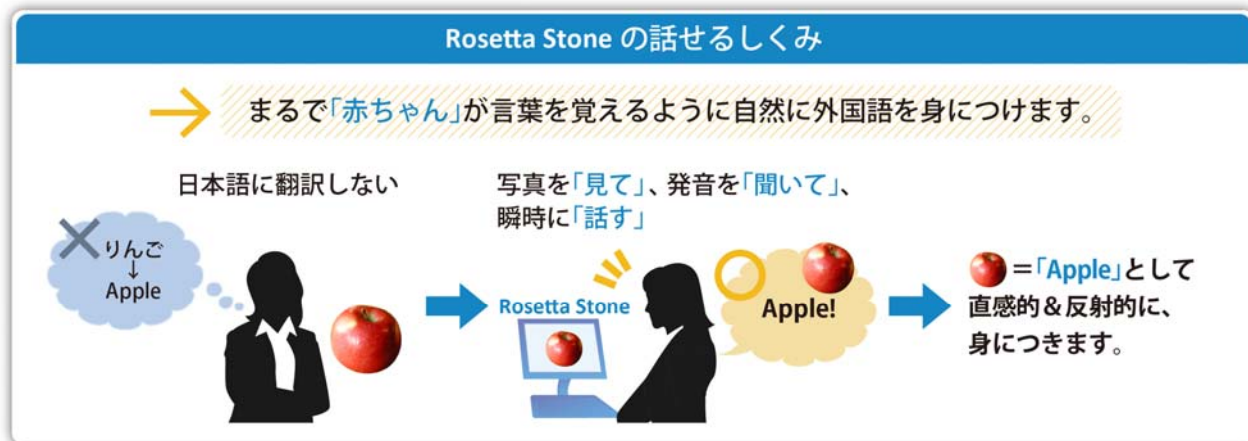 Rosetta Stone の話せるしくみ
まるで「赤ちゃん」が言葉を覚えるように自然に外国語を身につけます。
日本語に翻訳しない
りんご
↓
Apple
写真を「見て」、発音を「聞いて」、
瞬時に「話す」
Rosetta Stone
Apple!
＝「Apple」として
直感的＆反射的に、
身につきます。